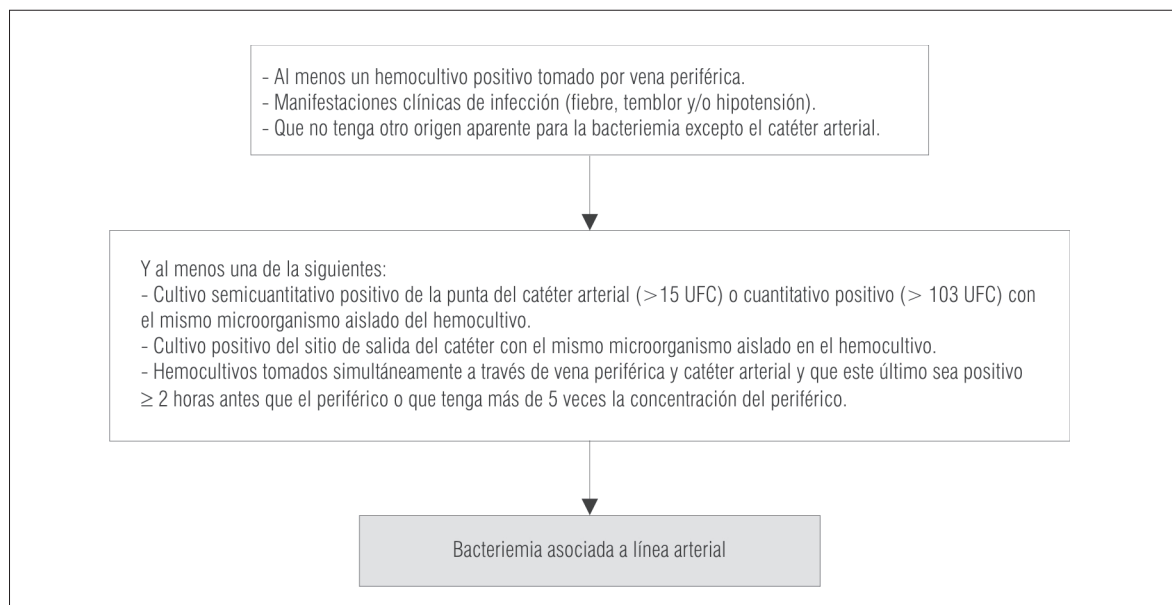 - Al menos un hemocultivo positivo tomado por vena periférica.
- Manifestaciones clínicas de infección (fiebre, temblor y/o hipotensión).
- Que no tenga otro origen aparente para la bacteriemia excepto el catéter arterial.
Y al menos una de la siguientes:
- Cultivo semicuantitativo positivo de la punta del catéter arterial (>15 UFC) o cuantitativo positivo (> 103 UFC) con
el mismo microorganismo aislado del hemocultivo.
- Cultivo positivo del sitio de salida del catéter con el mismo microorganismo aislado en el hemocultivo.
- Hemocultivos tomados simultáneamente a través de vena periférica y catéter arterial y que este último sea positivo
≥ 2 horas antes que el periférico o que tenga más de 5 veces la concentración del periférico.
Bacteriemia asociada a línea arterial